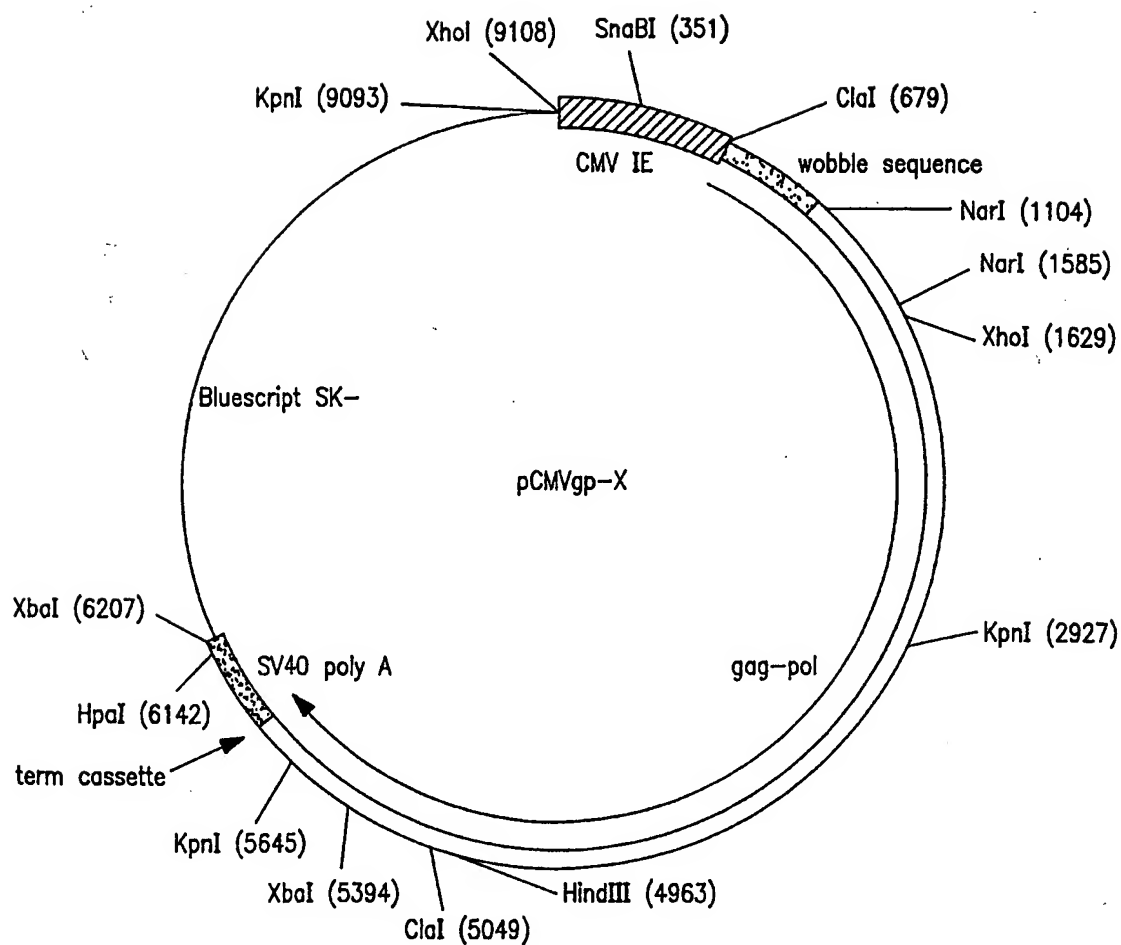 XhoI (9108)
SnaBI (351)
KpnI (9093)
ClaI (679)
CMV IE
wobble sequence
NarI (1104)
NarI (1585)
XhoI (1629)
Bluescript SK-
pCMVgp-X
XbaI (6207)
KpnI (2927)
SV40 poly A
gag-pol
HpaI (6142)
term cassette
KpnI (5645)
XbaI (5394)
HindIII (4963)
ClaI (5049)